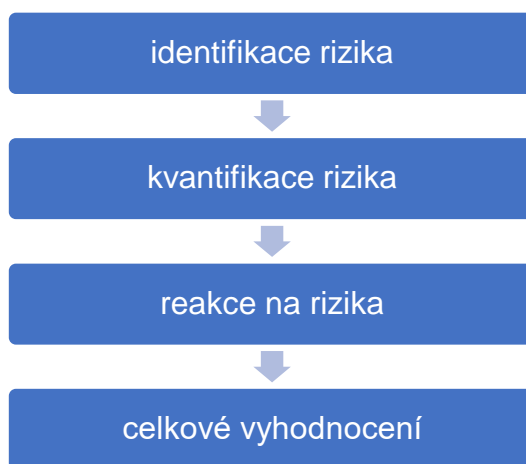 identifikace rizika
kvantifikace rizika
reakce na rizika
celkové vyhodnocení